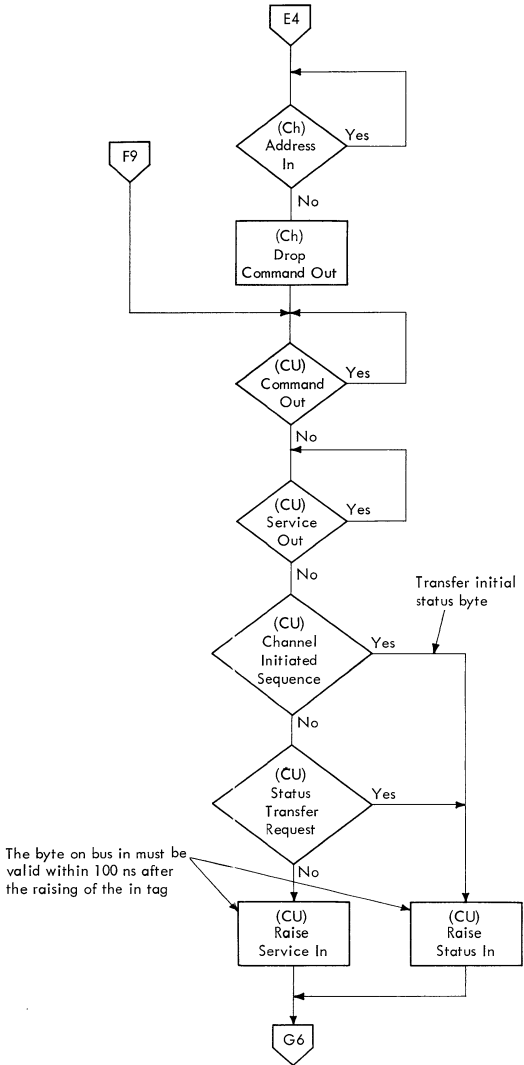 E4
(Ch)
Address
In
Yes
No
F9
(Ch)
Drop
Command Out
(CU)
Command
Out
Yes
No
(CU)
Service
Out
Yes
No
Transfer initial
status byte
(CU)
Channel
Initiated
Sequence
Yes
No
(CU)
Status
Transfer
Request
Yes
No
The byte on bus in must be
valid within 100 ns after
the raising of the in tag
(CU)
Raise
Service In
(CU)
Raise
Status In
G6